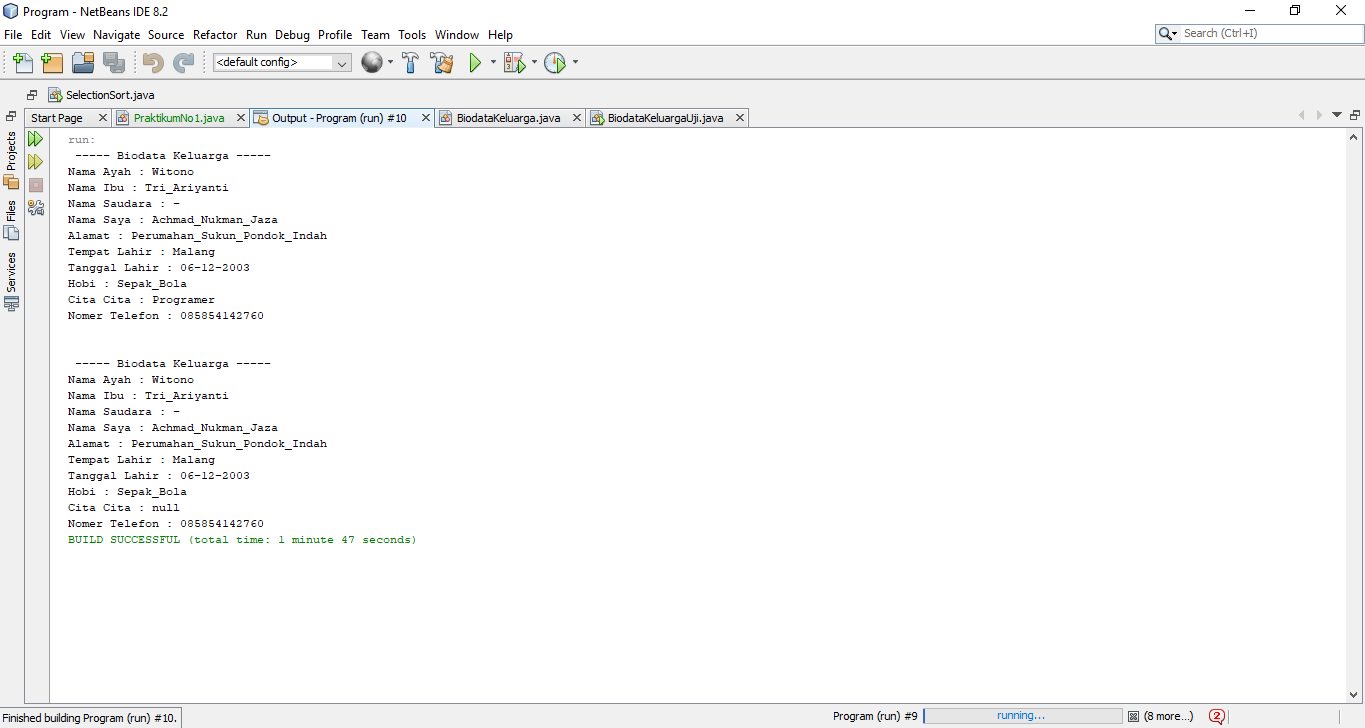 Program - NetBeans IDE 8.2
File Edit View Navigate Source Refactor Run Debug Profile Team Tools Window Help
Search (Ctrl+I)
<default config>
SelectionSort.java
Start Page PraktikumNo1.java Output - Program (run) #10 BiodataKeluarga.java BiodataKeluargaUji.java
Projects
Files
Services
run:
----- Biodata Keluarga -----
Nama Ayah : Witono
Nama Ibu : Tri_Ariyanti
Nama Saudara : -
Nama Saya : Achmad_Nukman_Jaza
Alamat : Perumahan_Sukun_Pondok_Indah
Tempat Lahir : Malang
Tanggal Lahir : 06-12-2003
Hobi : Sepak_Bola
Cita Cita : Programer
Nomer Telefon : 085854142760
----- Biodata Keluarga -----
Nama Ayah : Witono
Nama Ibu : Tri_Ariyanti
Nama Saudara : -
Nama Saya : Achmad_Nukman_Jaza
Alamat : Perumahan_Sukun_Pondok_Indah
Tempat Lahir : Malang
Tanggal Lahir : 06-12-2003
Hobi : Sepak_Bola
Cita Cita : null
Nomer Telefon : 085854142760
BUILD SUCCESSFUL (total time: 1 minute 47 seconds)
Finished building Program (run) #10.
Program (run) #9 running... (8 more...) 2